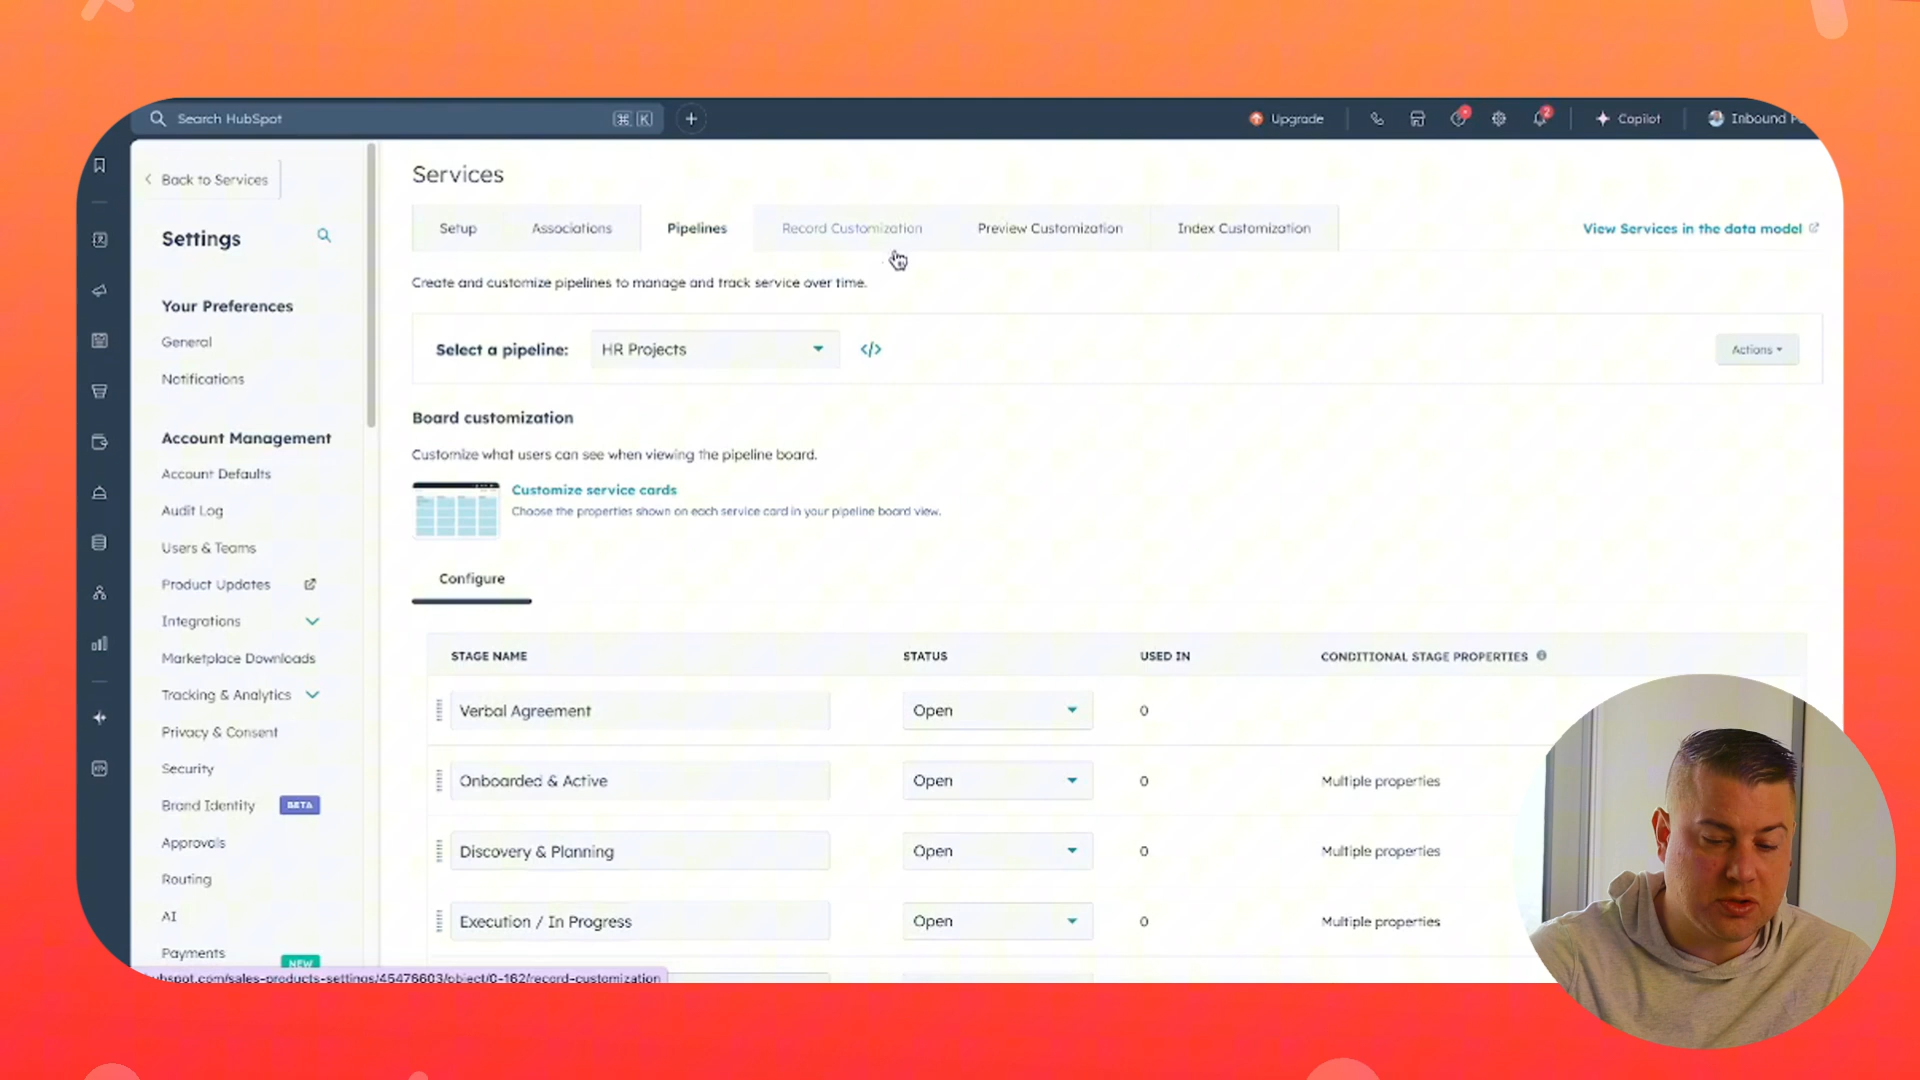 Search HubSpot
⌘ K
Upgrade
2
Copilot
Inbound
Back to Services
Settings
Your Preferences
General
Notifications
Account Management
Account Defaults
Audit Log
Users & Teams
Product Updates
Integrations
Marketplace Downloads
Tracking & Analytics
Privacy & Consent
Security
Brand Identity BETA
Approvals
Routing
AI
Payments
NEW
Services
Setup
Associations
Pipelines
Record Customization
Preview Customization
Index Customization
View Services in the data model
Create and customize pipelines to manage and track service over time.
Select a pipeline: HR Projects </>
Actions
Board customization
Customize what users can see when viewing the pipeline board.
Customize service cards
Choose the properties shown on each service card in your pipeline board view.
Configure
STAGE NAME STATUS USED IN CONDITIONAL STAGE PROPERTIES
Verbal Agreement Open 0
Onboarded & Active Open 0 Multiple properties
Discovery & Planning Open 0 Multiple properties
Execution / In Progress Open 0 Multiple properties
hubspot.com/sales-products-settings/45476603/object/0-162/record-customization